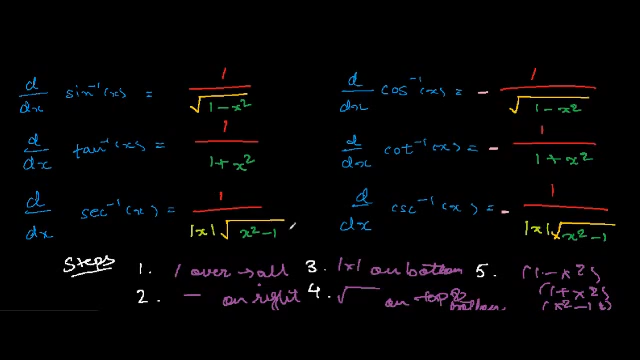 d/dx sin⁻¹(x) = 1/√(1-x²)
d/dx cos⁻¹(x) = - 1/√(1-x²)
d/dx tan⁻¹(x) = 1/(1+x²)
d/dx cot⁻¹(x) = - 1/(1+x²)
d/dx sec⁻¹(x) = 1/(|x|√(x²-1))
d/dx csc⁻¹(x) = - 1/(|x|√(x²-1))
Steps
1. 1 over → all
2. — on right
3. |x| on bottom
4. √ on top & bottom
5. (1-x²)
(1+x²)
(x²-1)